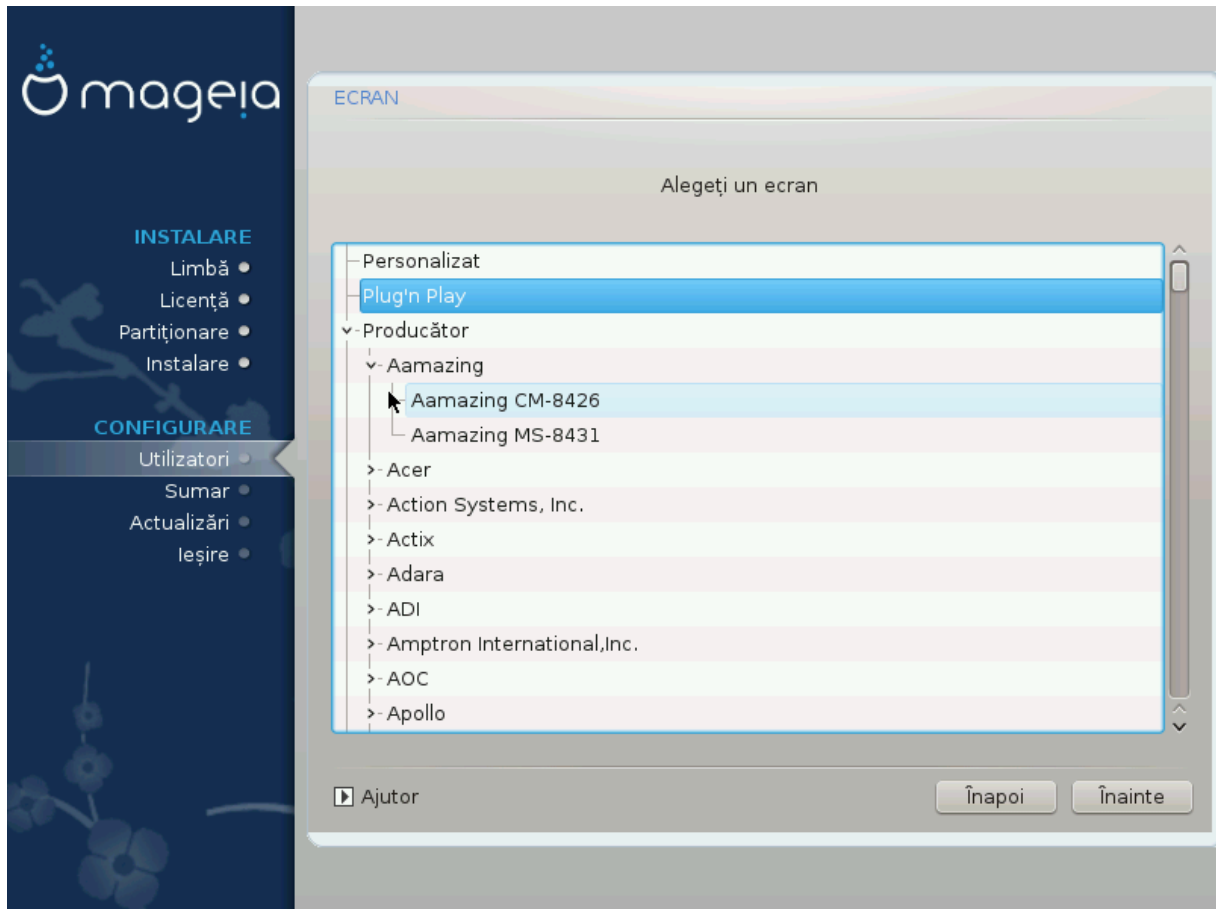 mageia
INSTALARE
Limbă
Licență
Partiționare
Instalare
CONFIGURARE
Utilizatori
Sumar
Actualizări
Ieșire
ECRAN
Alegeți un ecran
Personalizat
Plug'n Play
Producător
Aamazing
Aamazing CM-8426
Aamazing MS-8431
Acer
Action Systems, Inc.
Actix
Adara
ADI
Amptron International,Inc.
AOC
Apollo
Ajutor
Înapoi
Înainte